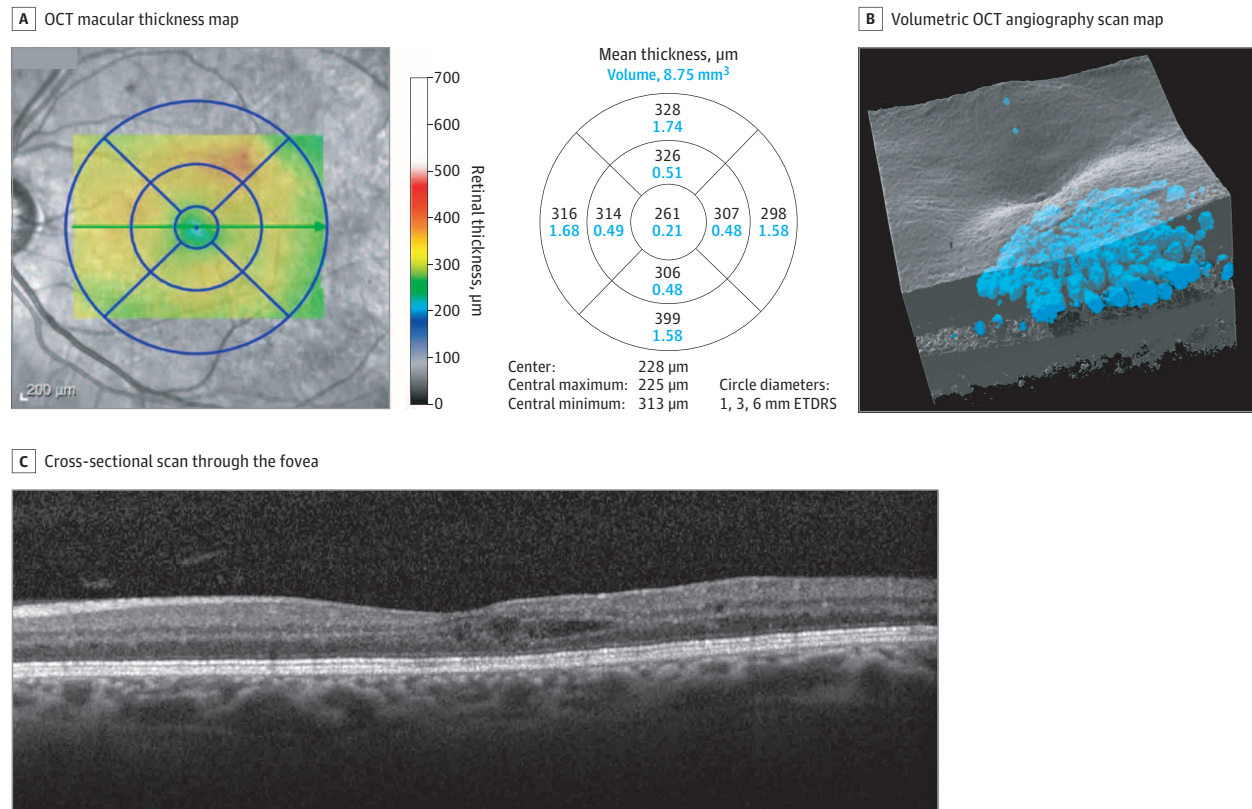 A OCT macular thickness map
B Volumetric OCT angiography scan map
200 µm
700
600
500
400
300
200
100
0
Retinal thickness, µm
Mean thickness, µm
Volume, 8.75 mm³
328
1.74
326
0.51
316 314 261 307 298
1.68 0.49 0.21 0.48 1.58
306
0.48
399
1.58
Center: 228 µm
Central maximum: 225 µm
Central minimum: 313 µm
Circle diameters:
1, 3, 6 mm ETDRS
C Cross-sectional scan through the fovea